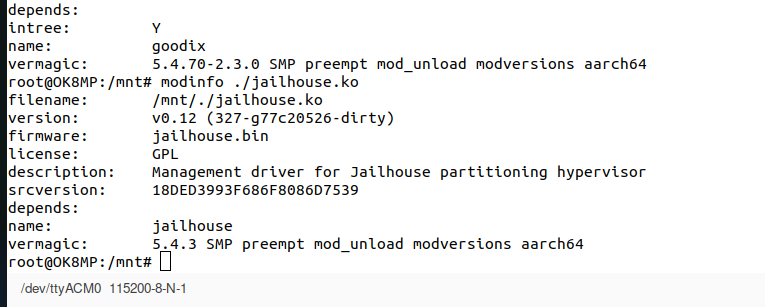 depends:
intree:         Y
name:           goodix
vermagic:       5.4.70-2.3.0 SMP preempt mod_unload modversions aarch64
root@OK8MP:/mnt# modinfo ./jailhouse.ko
filename:       /mnt/./jailhouse.ko
version:        v0.12 (327-g77c20526-dirty)
firmware:       jailhouse.bin
license:        GPL
description:    Management driver for Jailhouse partitioning hypervisor
srcversion:     18DED3993F686F8086D7539
depends:
name:           jailhouse
vermagic:       5.4.3 SMP preempt mod_unload modversions aarch64
root@OK8MP:/mnt#
/dev/ttyACM0 115200-8-N-1